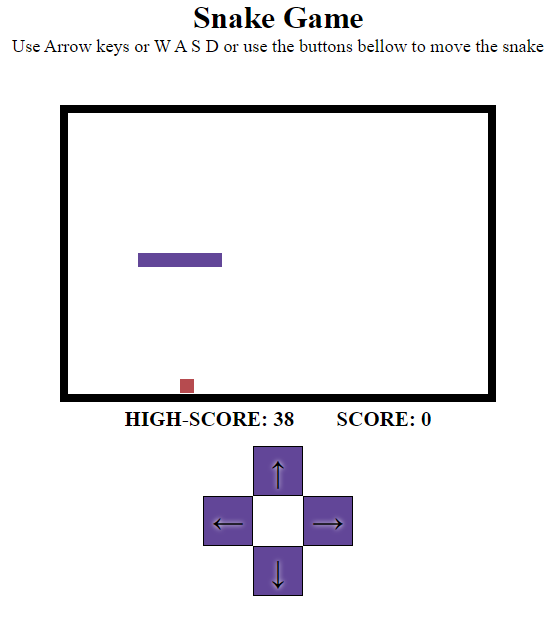 Snake Game
Use Arrow keys or W A S D or use the buttons bellow to move the snake
HIGH-SCORE: 38 SCORE: 0
↑
← →
↓